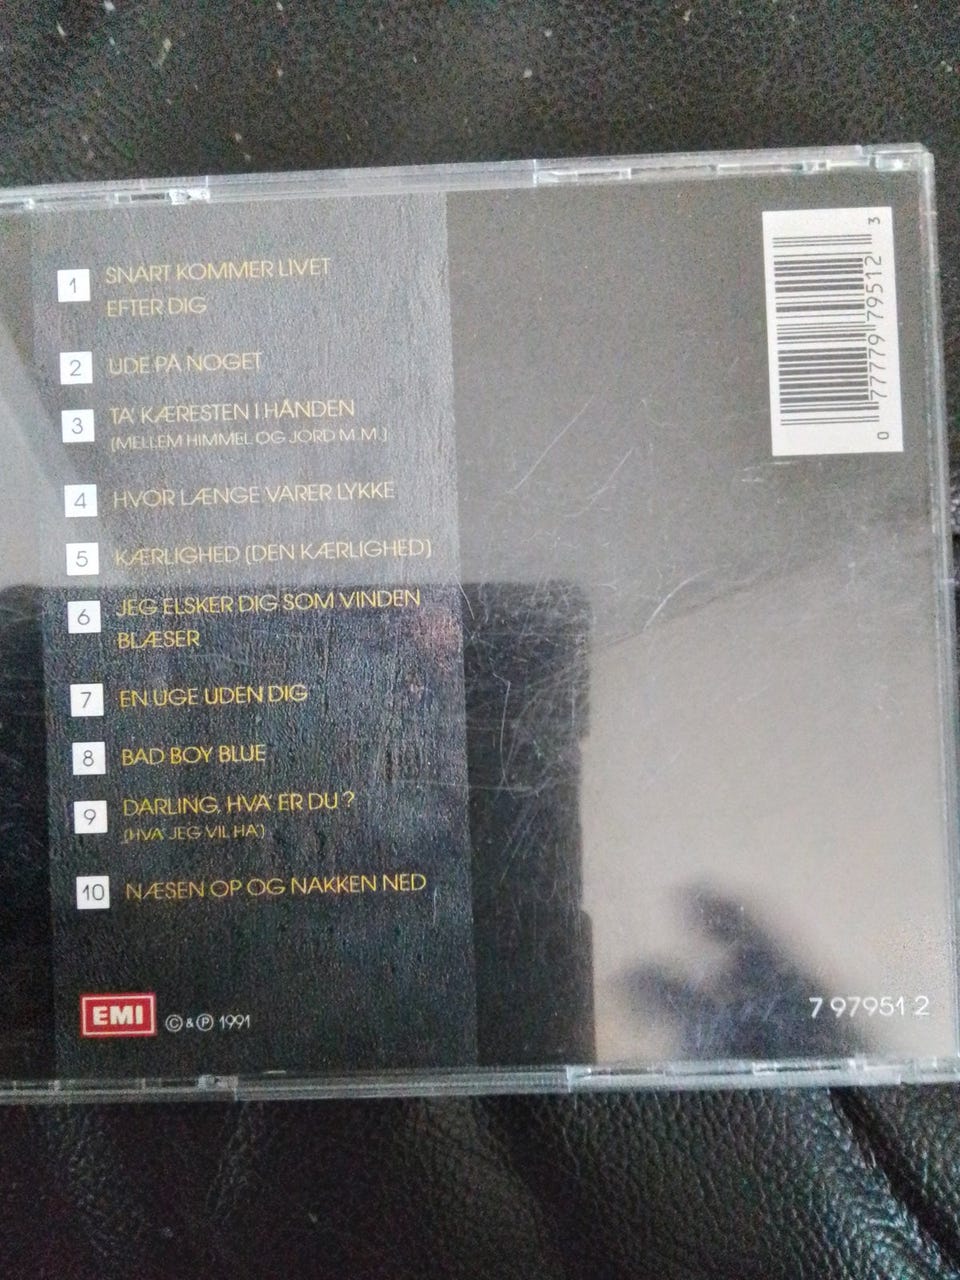 1 SNART KOMMER LIVET
EFTER DIG
2 UDE PÅ NOGET
3 TA' KÆRESTEN I HÅNDEN
(MELLEM HIMMEL OG JORD M.M.)
4 HVOR LÆNGE VARER LYKKE
5 KÆRLIGHED (DEN KÆRLIGHED)
6 JEG ELSKER DIG SOM VINDEN
BLÆSER
7 EN UGE UDEN DIG
8 BAD BOY BLUE
9 DARLING, HVA' ER DU ?
(HVA' JEG VIL HA')
10 NÆSEN OP OG NAKKEN NED
EMI © & ℗ 1991
0 77779 79512 3
7 97951 2